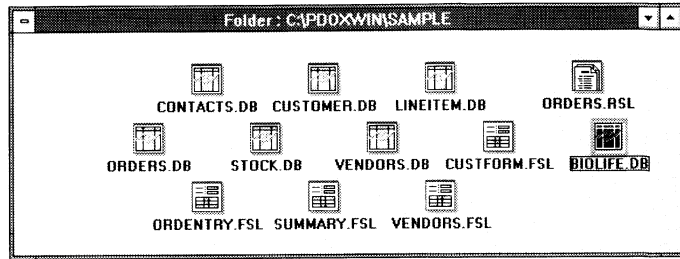 Folder : C:\PDOXWIN\SAMPLE
CONTACTS.DB CUSTOMER.DB LINEITEM.DB ORDERS.RSL
ORDERS.DB STOCK.DB VENDORS.DB CUSTFORM.FSL BIOLIFE.DB
ORDENTRY.FSL SUMMARY.FSL VENDORS.FSL